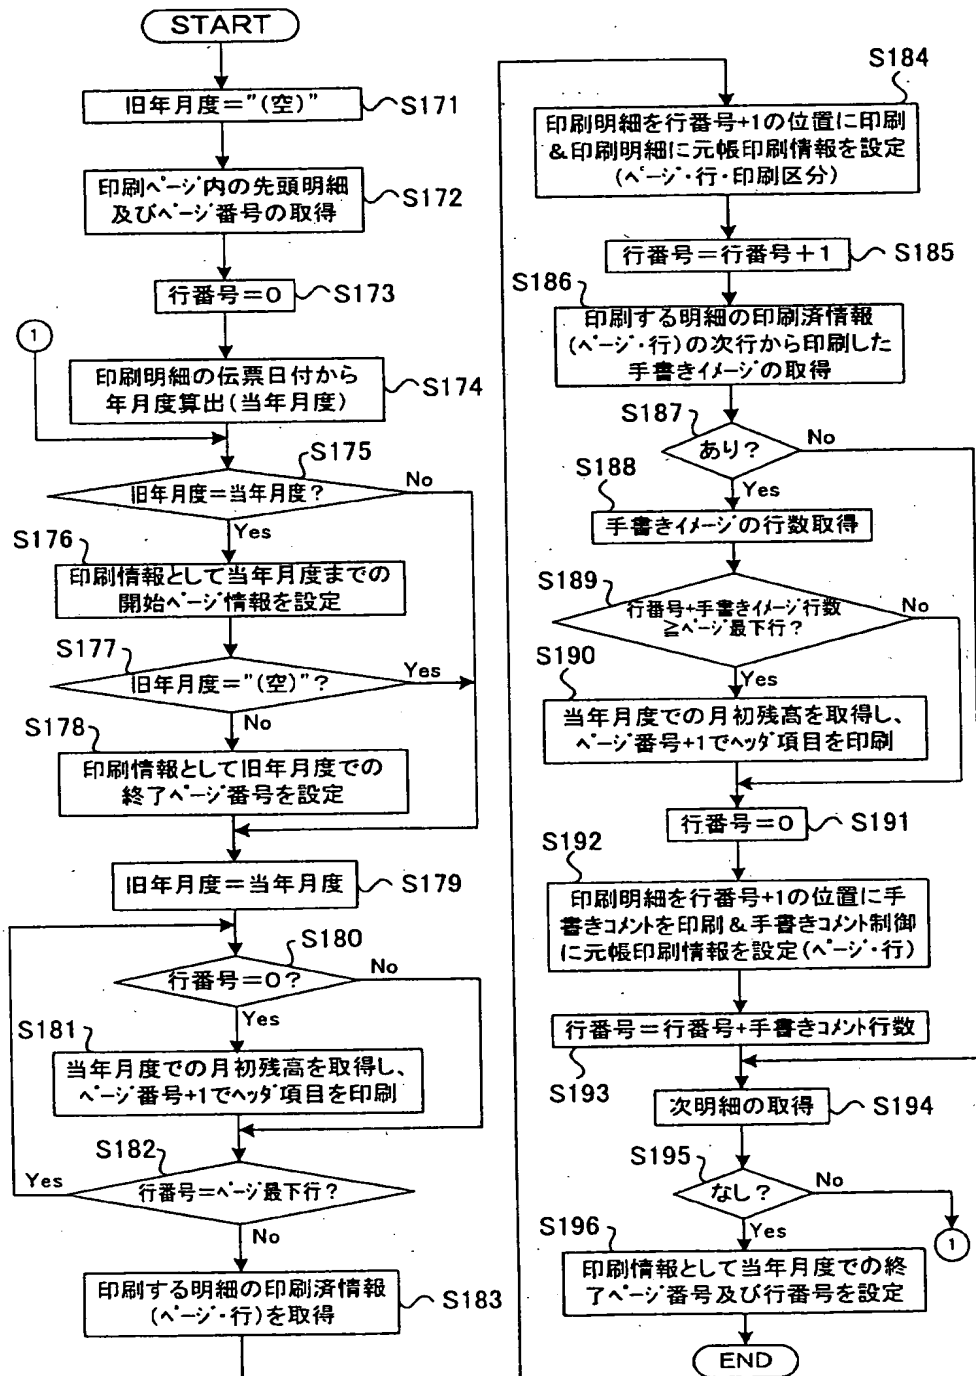 START
旧年月度="(空)"
S171
印刷ページ内の先頭明細
及びページ番号の取得
S172
行番号=0
S173
1
印刷明細の伝票日付から
年月度算出(当年月度)
S174
S175
旧年月度=当年月度?
No
Yes
S176
印刷情報として当年月度までの
開始ページ情報を設定
S177
旧年月度="(空)"?
Yes
No
S178
印刷情報として旧年月度での
終了ページ番号を設定
旧年月度=当年月度
S179
S180
行番号=0?
No
Yes
S181
当年月度での月初残高を取得し、
ページ番号+1でヘッダ項目を印刷
S182
Yes
行番号=ページ最下行?
No
印刷する明細の印刷済情報
(ページ・行)を取得
S183
S184
印刷明細を行番号+1の位置に印刷
&印刷明細に元帳印刷情報を設定
(ページ・行・印刷区分)
行番号=行番号+1
S185
S186
印刷する明細の印刷済情報
(ページ・行)の次行から印刷した
手書きイメージの取得
S187
あり?
No
Yes
S188
手書きイメージの行数取得
S189
行番号+手書きイメージ行数
≧ページ最下行?
No
Yes
S190
当年月度での月初残高を取得し、
ページ番号+1でヘッダ項目を印刷
行番号=0
S191
S192
印刷明細を行番号+1の位置に手
書きコメントを印刷&手書きコメント制御
に元帳印刷情報を設定(ページ・行)
行番号=行番号+手書きコメント行数
S193
次明細の取得
S194
S195
なし?
No
Yes
1
S196
印刷情報として当年月度での終
了ページ番号及び行番号を設定
END